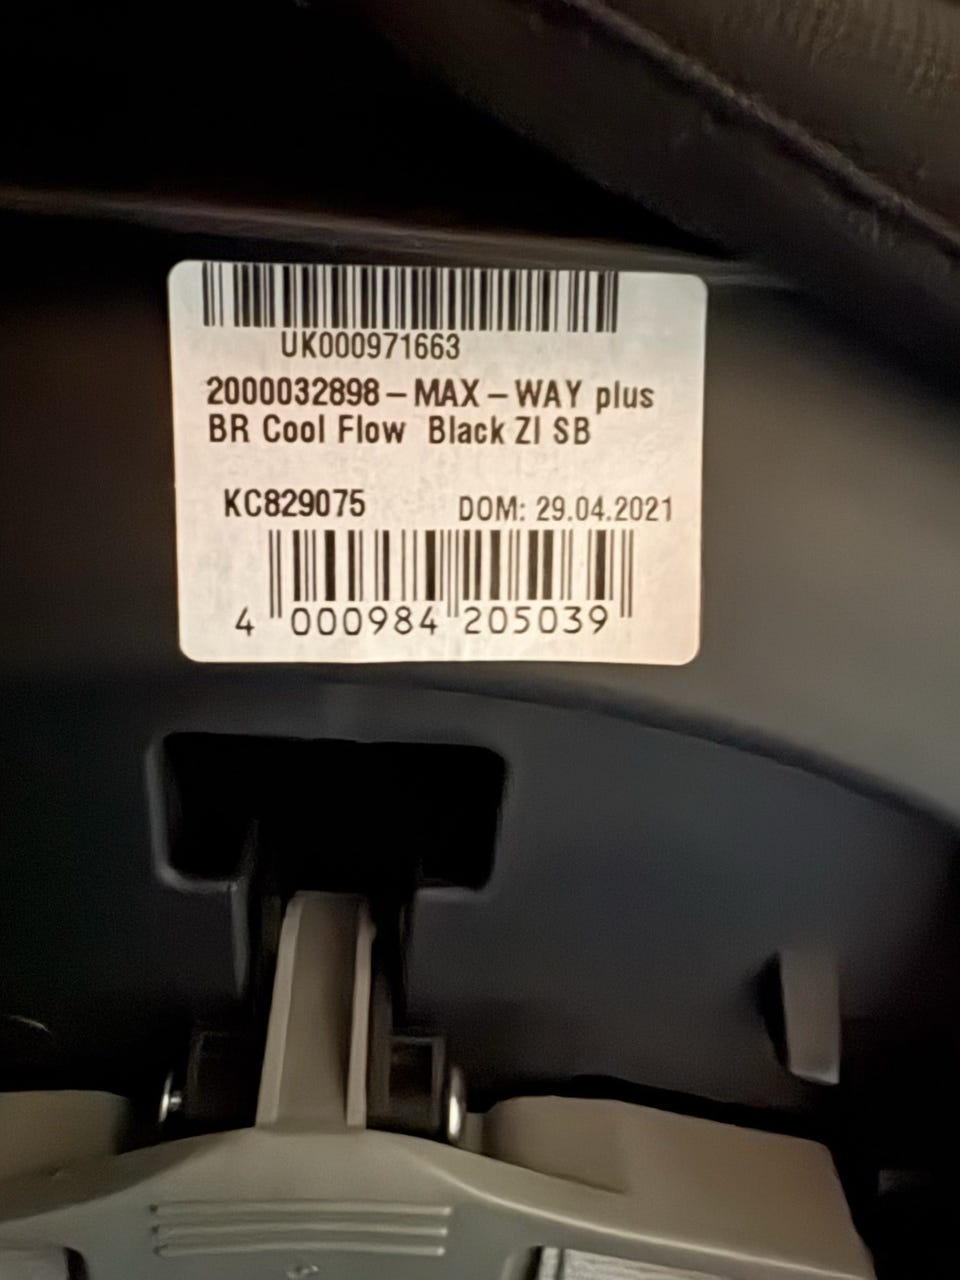 UK000971663
2000032898-MAX-WAY plus
BR Cool Flow Black ZI SB
KC829075 DOM: 29.04.2021
4 000984 205039